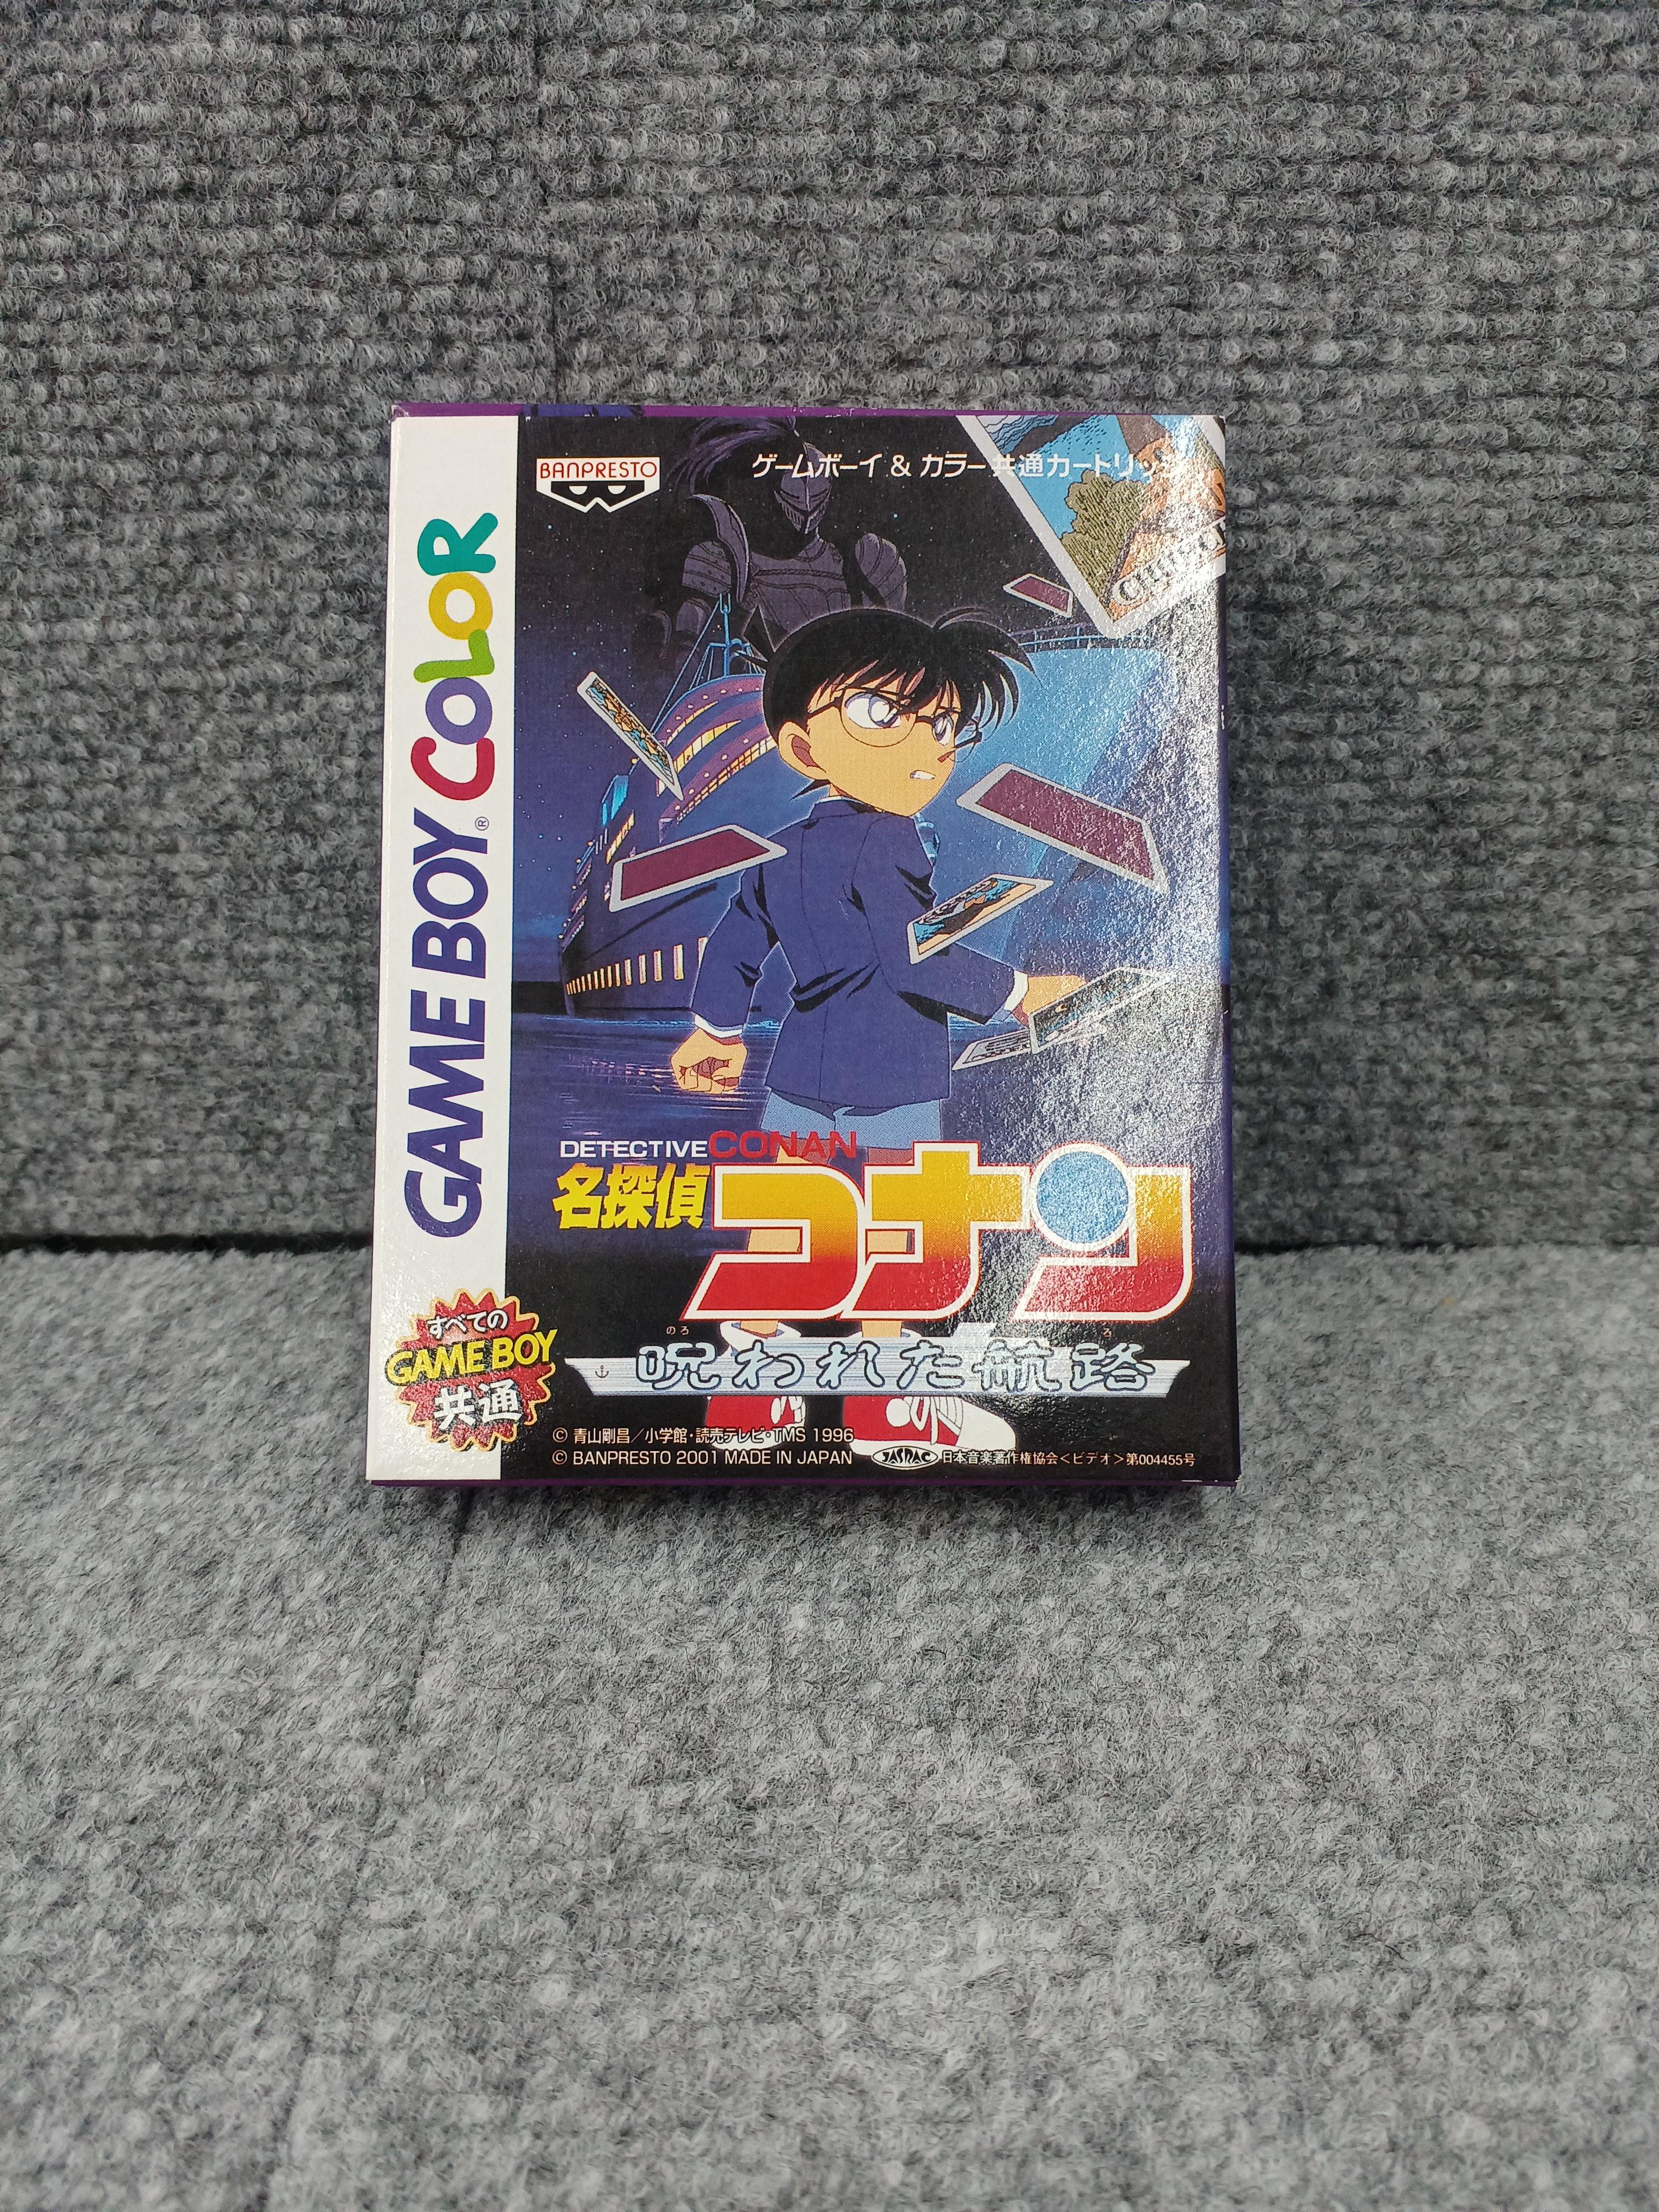 BANPRESTO
ゲームボーイ & カラー共通カートリッジ
GAME BOY COLOR
DETECTIVE CONAN
名探偵コナン
のろ ろ
呪われた航路
すべての
GAME BOY
共通
© 青山剛昌/小学館・読売テレビ・TMS 1996
© BANPRESTO 2001 MADE IN JAPAN
JASRAC
日本音楽著作権協会<ビデオ>第004455号